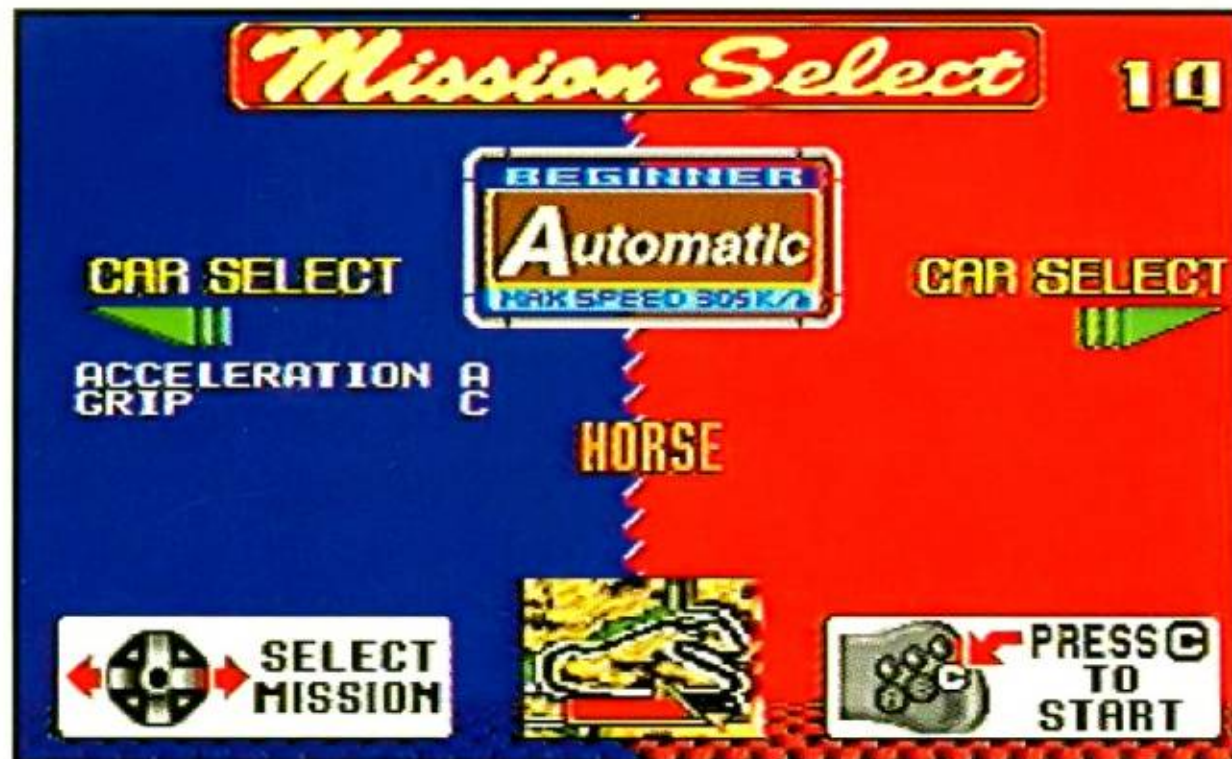 Mission Select
14
BEGINNER
Automatic
MAX SPEED 305 K/h
CAR SELECT
CAR SELECT
ACCELERATION A
GRIP C
HORSE
SELECT
MISSION
PRESS C
TO
START
C